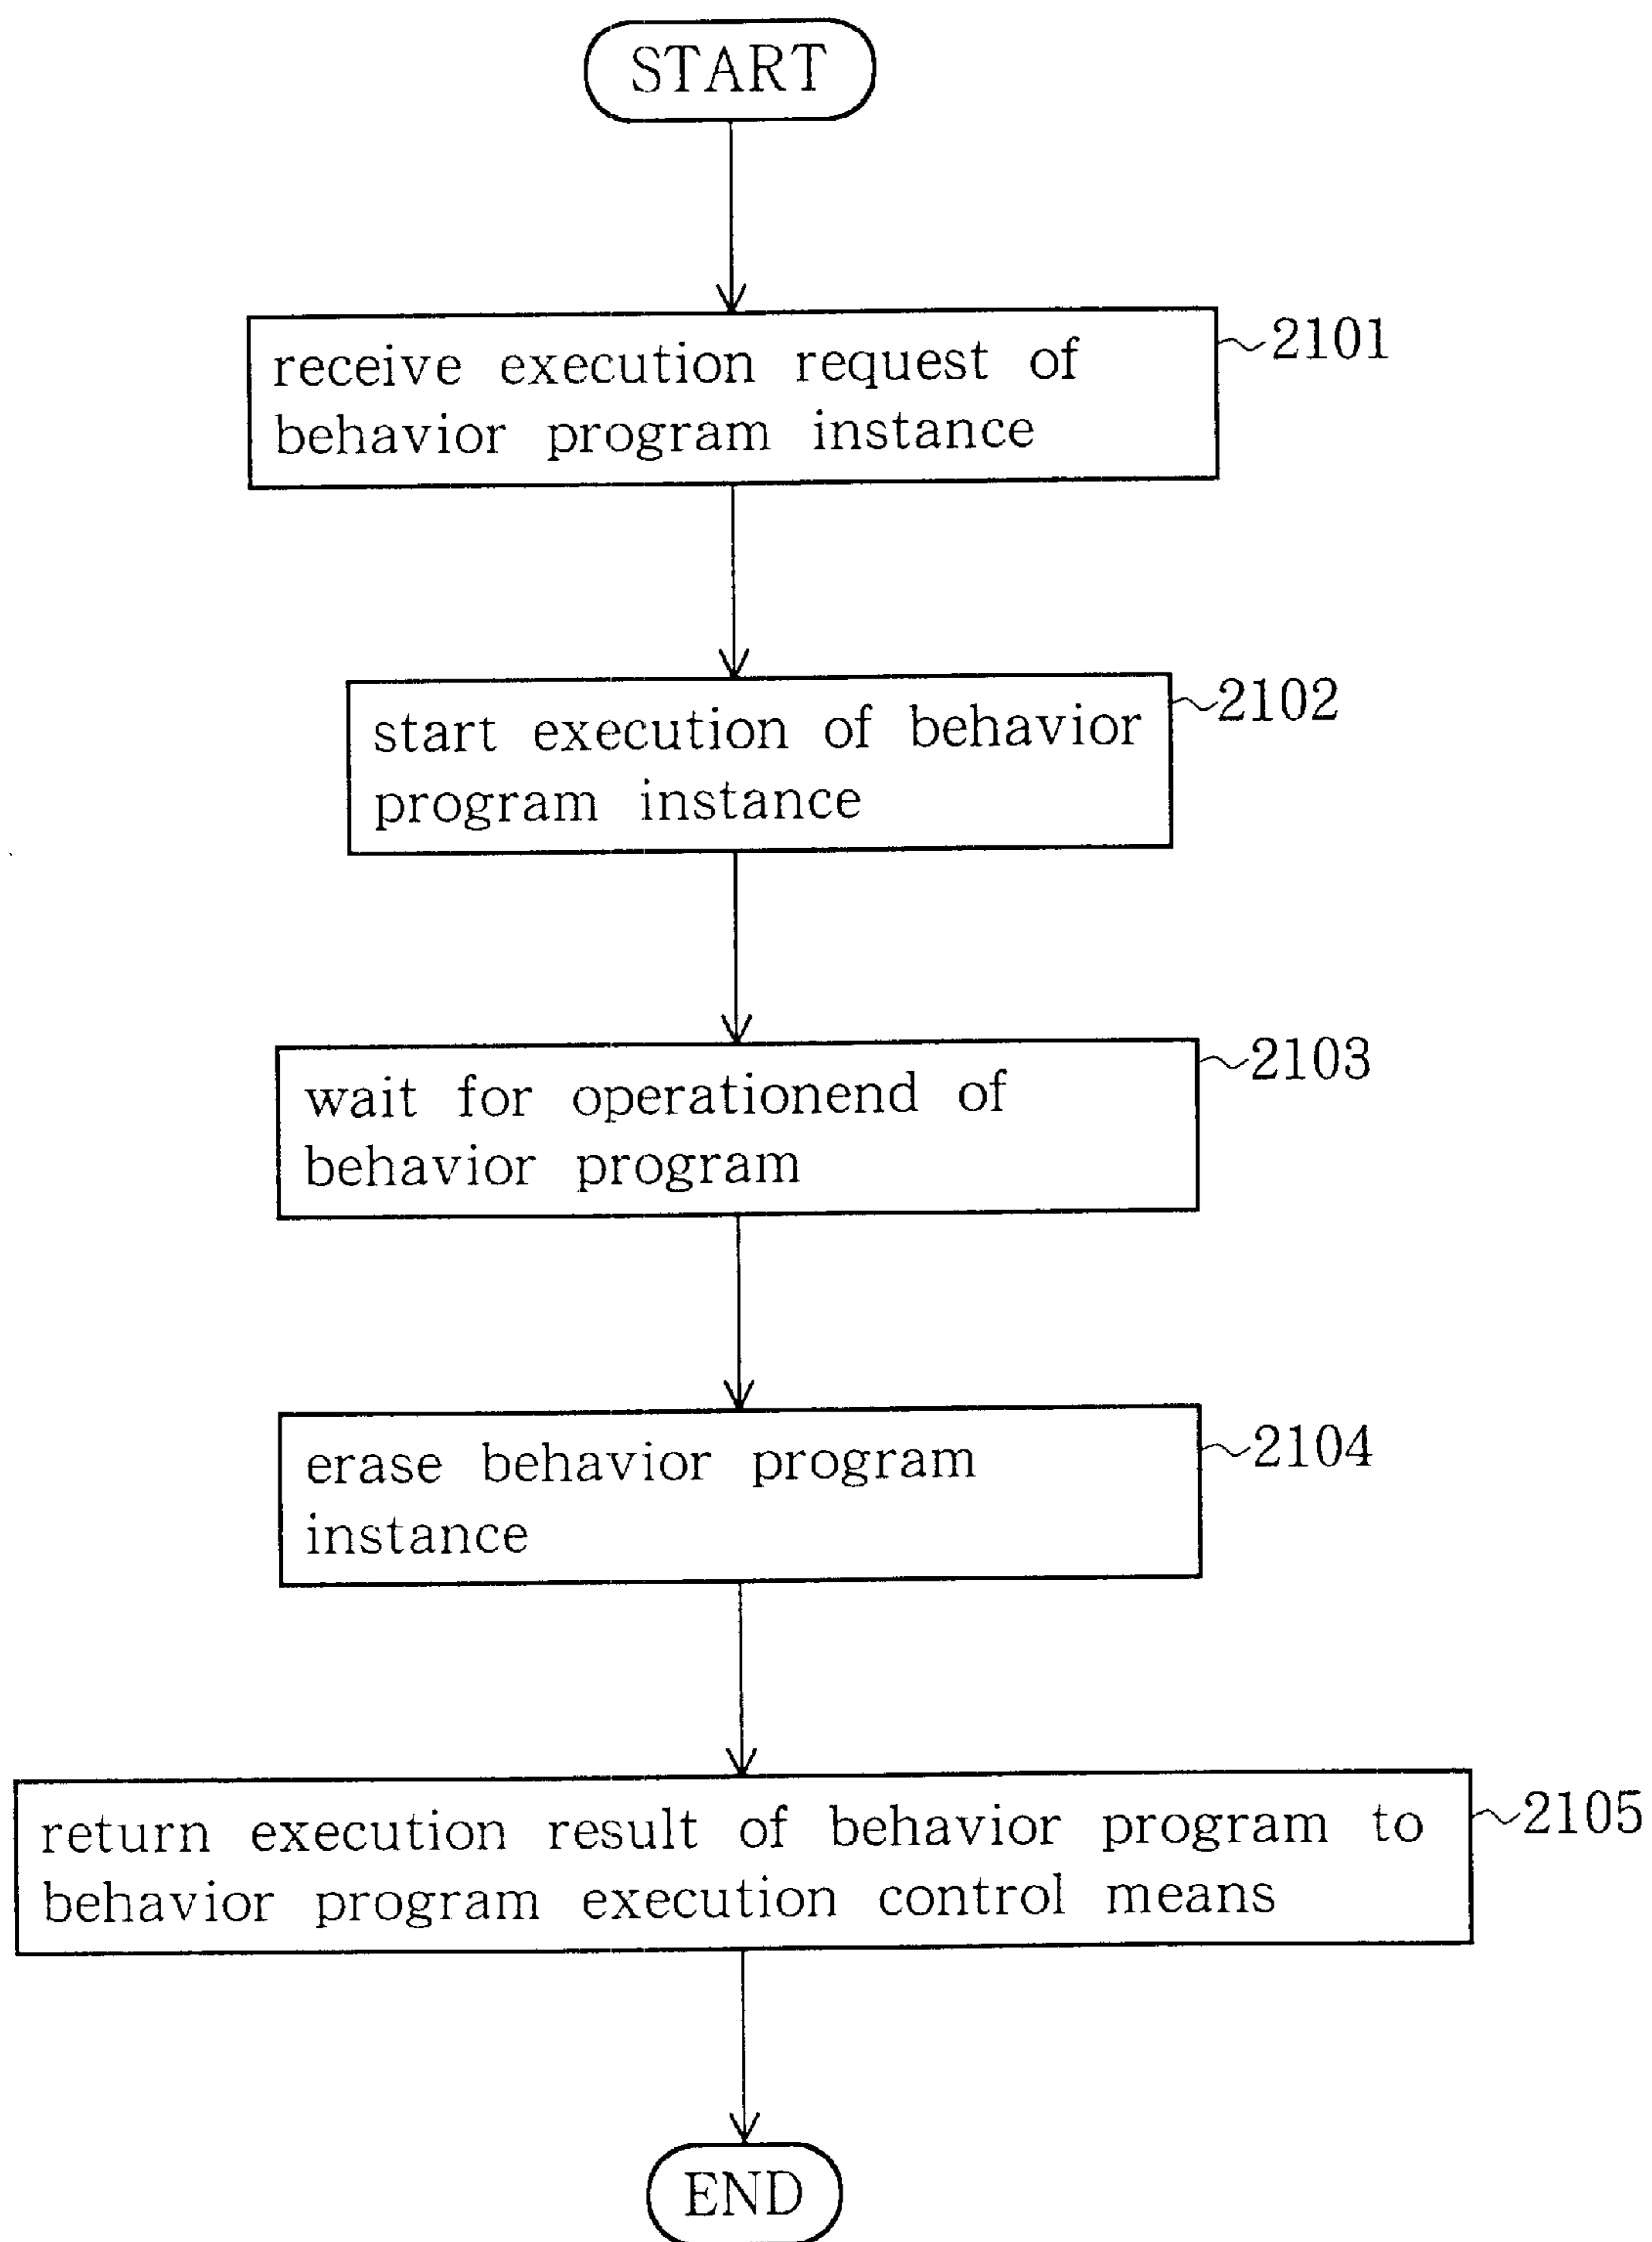 START
receive execution request of
behavior program instance
2101
start execution of behavior
program instance
2102
wait for operationend of
behavior program
2103
erase behavior program
instance
2104
return execution result of behavior program to
behavior program execution control means
2105
END